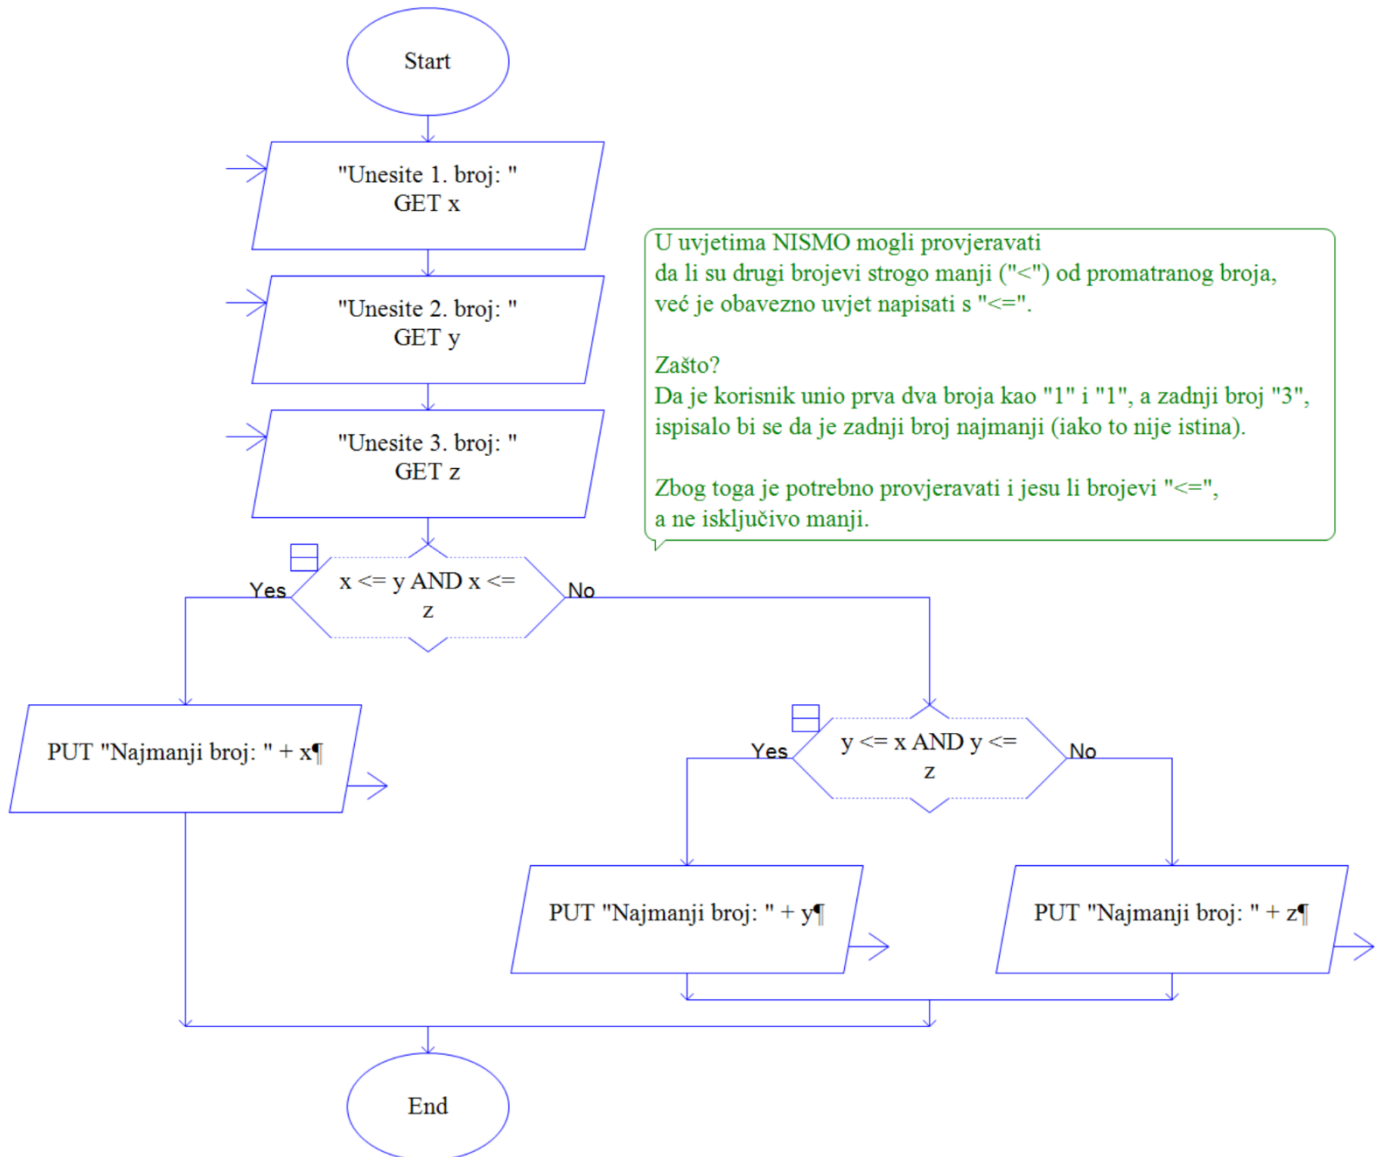 Start
"Unesite 1. broj: "
GET x
"Unesite 2. broj: "
GET y
"Unesite 3. broj: "
GET z
U uvjetima NISMO mogli provjeravati
da li su drugi brojevi strogo manji ("<") od promatranog broja,
već je obavezno uvjet napisati s "<=".
Zašto?
Da je korisnik unio prva dva broja kao "1" i "1", a zadnji broj "3",
ispisalo bi se da je zadnji broj najmanji (iako to nije istina).
Zbog toga je potrebno provjeravati i jesu li brojevi "<=",
a ne isključivo manji.
Yes
x <= y AND x <=
z
No
PUT "Najmanji broj: " + x¶
Yes
y <= x AND y <=
z
No
PUT "Najmanji broj: " + y¶
PUT "Najmanji broj: " + z¶
End